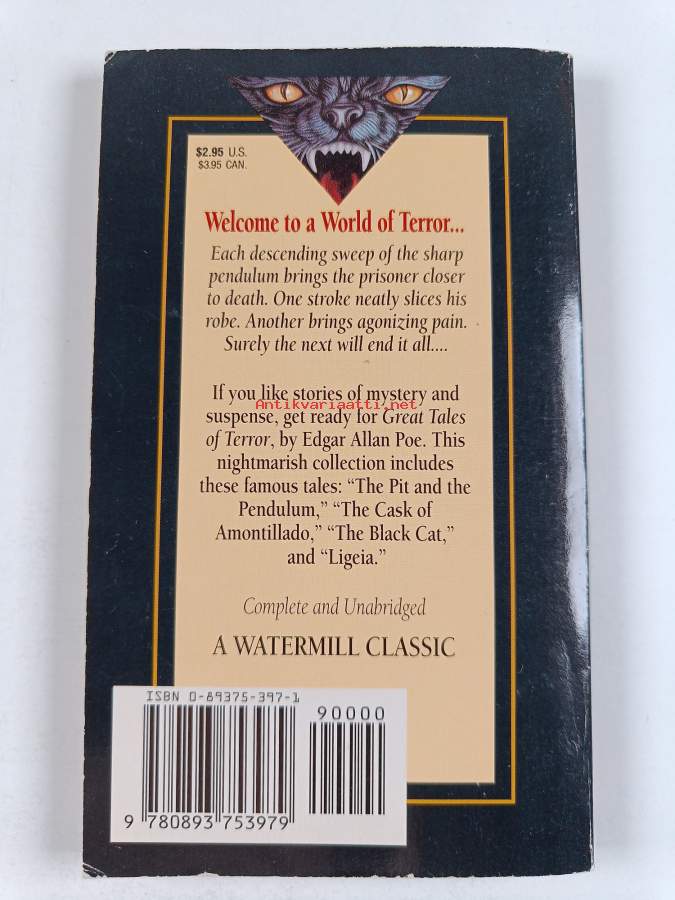 $2.95 U.S.
$3.95 CAN.
Welcome to a World of Terror...
Each descending sweep of the sharp
pendulum brings the prisoner closer
to death. One stroke neatly slices his
robe. Another brings agonizing pain.
Surely the next will end it all....
If you like stories of mystery and
Antikvariaatti.net
suspense, get ready for Great Tales
of Terror, by Edgar Allan Poe. This
nightmarish collection includes
these famous tales: “The Pit and the
Pendulum,” “The Cask of
Amontillado,” “The Black Cat,”
and “Ligeia.”
Complete and Unabridged
A WATERMILL CLASSIC
ISBN 0-89375-397-1
90000
9 780893 753979